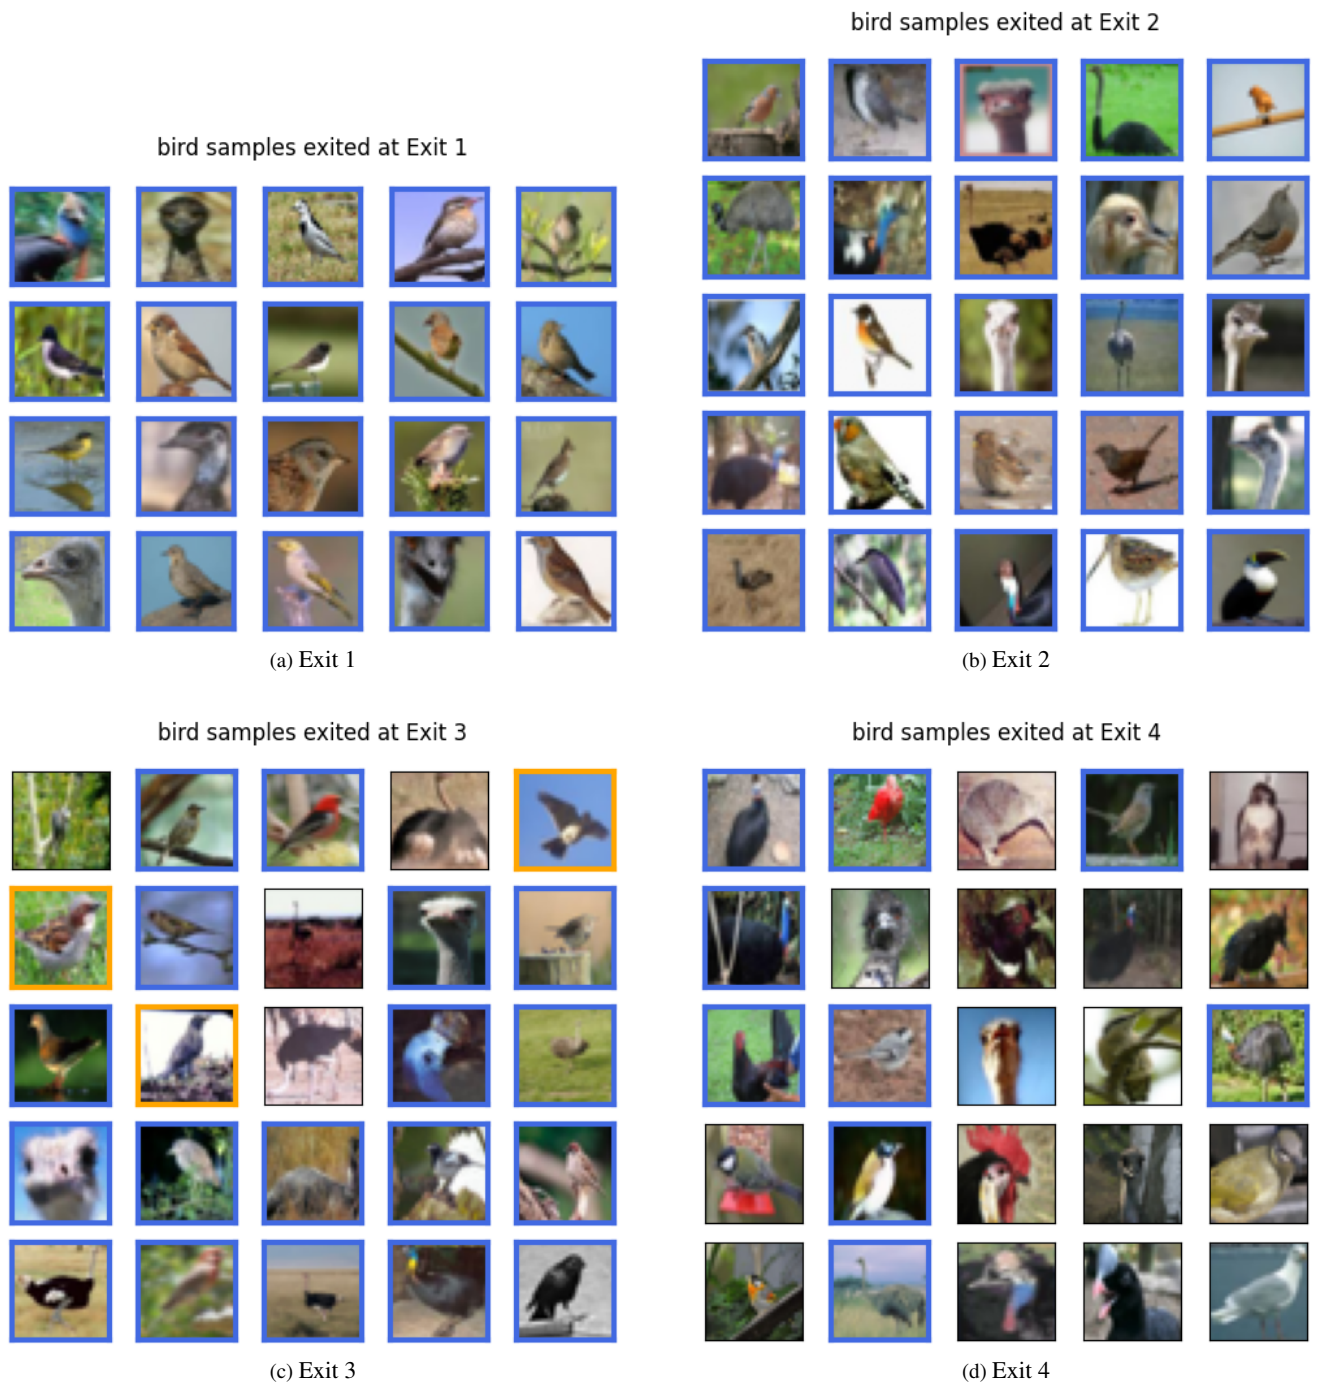 bird samples exited at Exit 1
(a) Exit 1
bird samples exited at Exit 2
(b) Exit 2
bird samples exited at Exit 3
(c) Exit 3
bird samples exited at Exit 4
(d) Exit 4